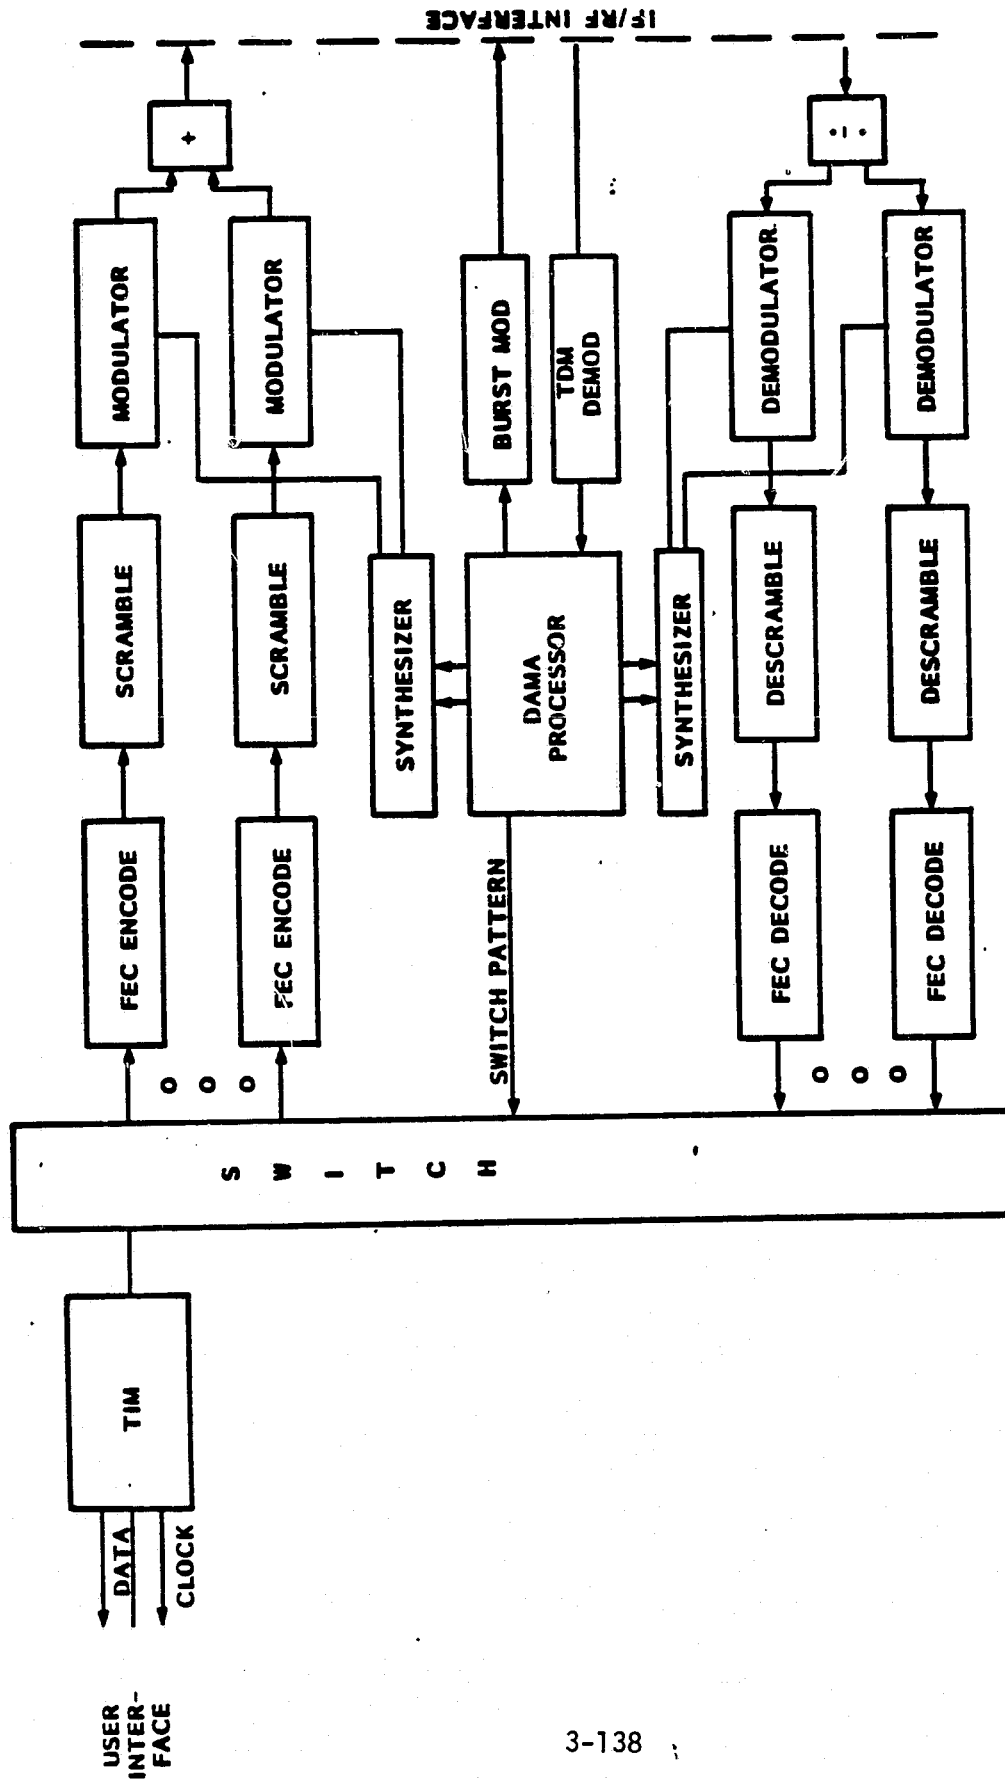 IF/RF INTERFACE
USER
INTER-
FACE
DATA
CLOCK
TIM
SWITCH
FEC ENCODE
SCRAMBLE
MODULATOR
+
FEC ENCODE
SCRAMBLE
MODULATOR
SYNTHESIZER
SWITCH PATTERN
DAMA
PROCESSOR
BURST MOD
TDM
DEMOD
SYNTHESIZER
FEC DECODE
DESCRAMBLE
DEMODULATOR
÷
FEC DECODE
DESCRAMBLE
DEMODULATOR
3-138